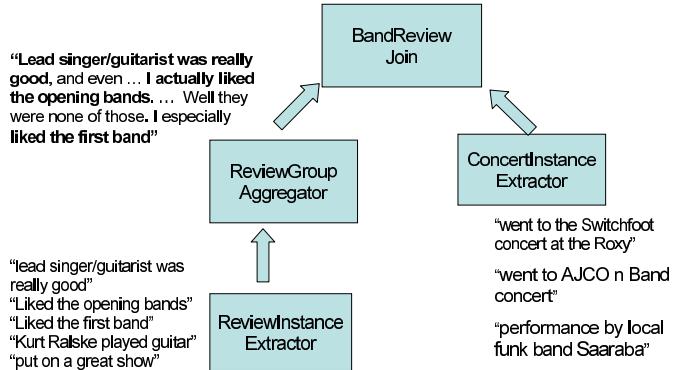 BandReview
Join
“Lead singer/guitarist was really
good, and even … I actually liked
the opening bands. … Well they
were none of those. I especially
liked the first band”
ReviewGroup
Aggregator
ConcertInstance
Extractor
“went to the Switchfoot
concert at the Roxy”
“went to AJCO n Band
concert”
“performance by local
funk band Saaraba”
“lead singer/guitarist was
really good”
“Liked the opening bands”
“Liked the first band”
“Kurt Ralske played guitar”
“put on a great show”
ReviewInstance
Extractor